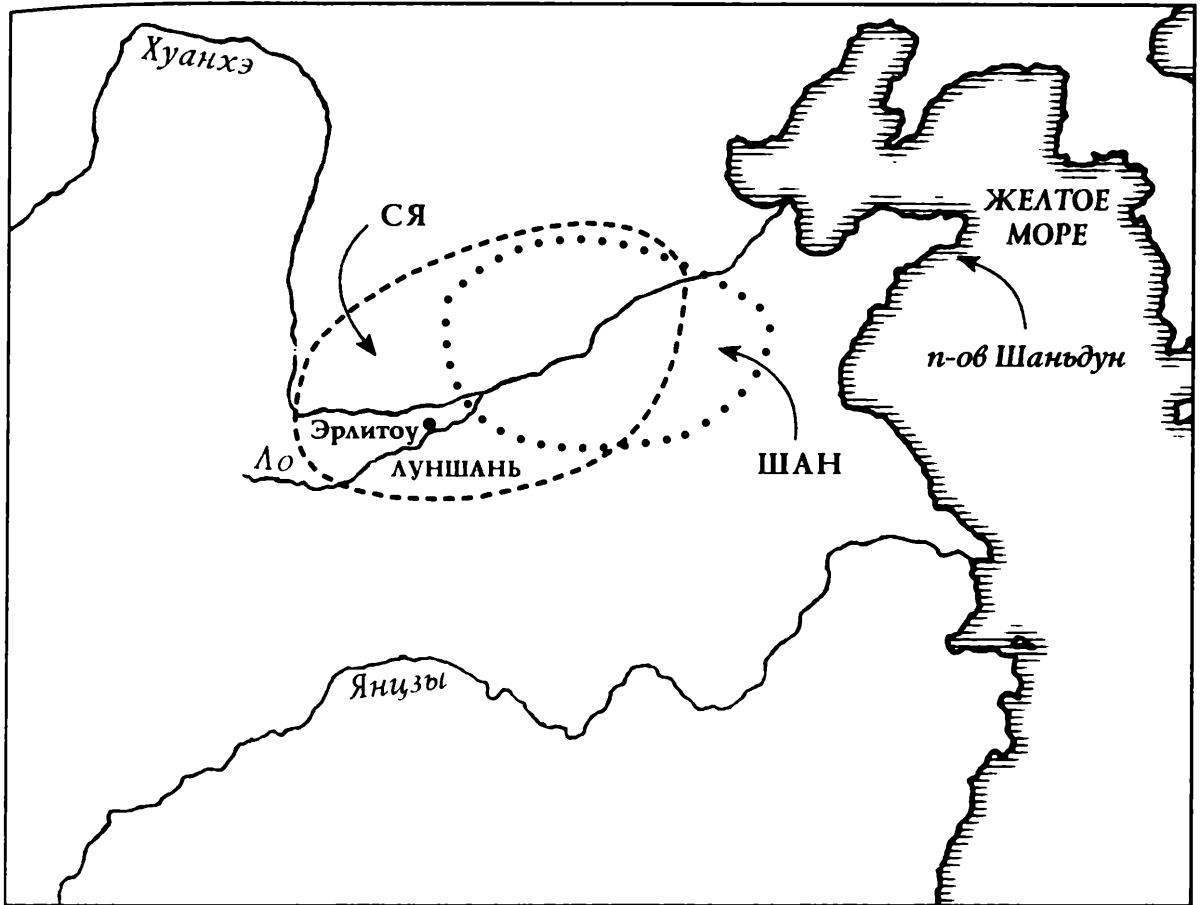 Хуанхэ
СЯ
ЖЕЛТОЕ
МОРЕ
п-ов Шаньдун
Эрлитоу
Ло
ЛУНШАНЬ
ШАН
Янцзы